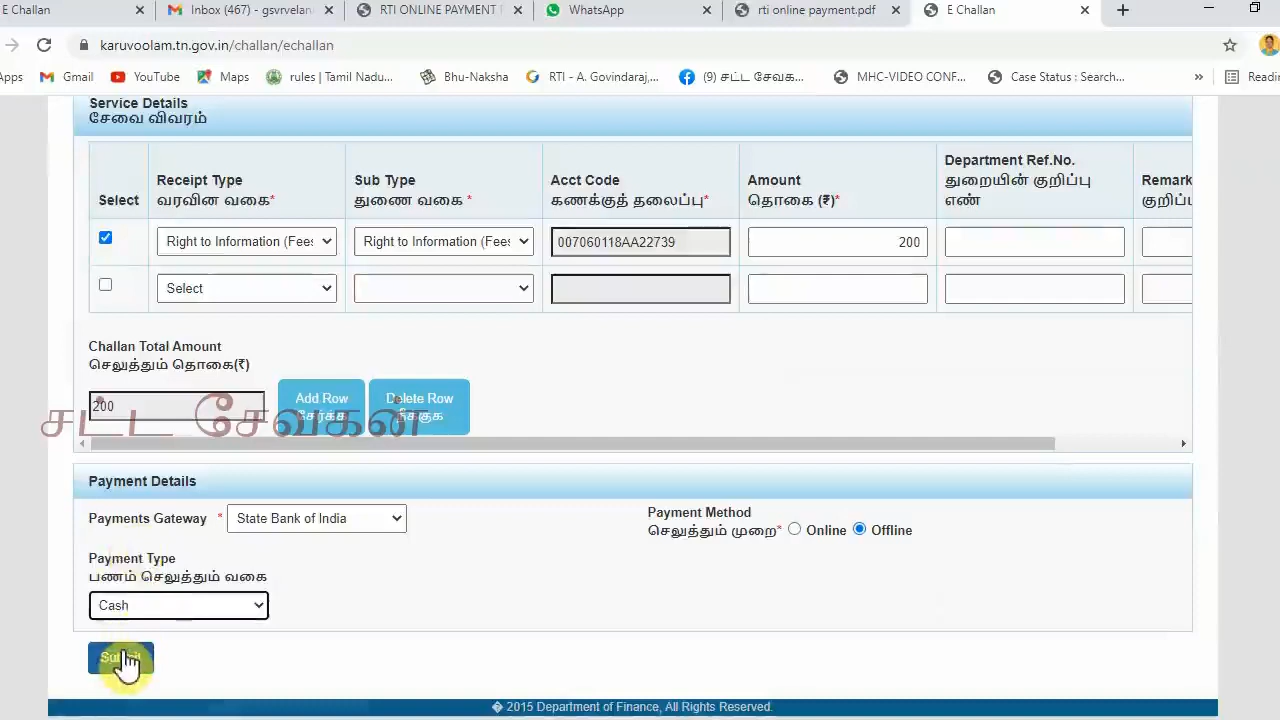 E Challan
Inbox (467) - gsvrvelan
RTI ONLINE PAYMENT
WhatsApp
rti online payment.pdf
E Challan
karuvoolam.tn.gov.in/challan/echallan
Apps
Gmail
YouTube
Maps
rules | Tamil Nadu...
Bhu-Naksha
RTI - A. Govindaraj,...
(9) சட்ட சேவக...
MHC-VIDEO CONF...
Case Status : Search...
»
Readi
Service Details
சேவை விவரம்
Select
Receipt Type
வரவின வகை*
Sub Type
துணை வகை *
Acct Code
கணக்குத் தலைப்பு*
Amount
தொகை (₹)*
Department Ref.No.
துறையின் குறிப்பு
எண்
Remark
குறிப்பு
Right to Information (Fees
Right to Information (Fees
007060118AA22739
200
Select
Challan Total Amount
செலுத்தும் தொகை(₹)
200
Add Row
சேர்க்க
Delete Row
நீக்குக
சட்ட சேவகன்
Payment Details
Payments Gateway *
State Bank of India
Payment Method
செலுத்தும் முறை*
Online
Offline
Payment Type
பணம் செலுத்தும் வகை
Cash
Submit
� 2015 Department of Finance, All Rights Reserved.